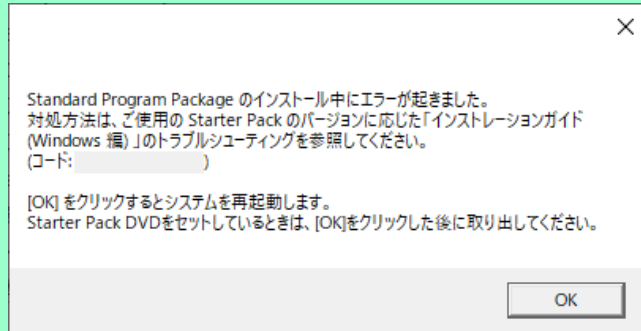 Standard Program Package のインストール中にエラーが起きました。
対処方法は、ご使用の Starter Pack のバージョンに応じた「インストレーションガイド
(Windows 編) 」のトラブルシューティングを参照してください。
(コード: )
[OK] をクリックするとシステムを再起動します。
Starter Pack DVDをセットしているときは、[OK]をクリックした後に取り出してください。
OK